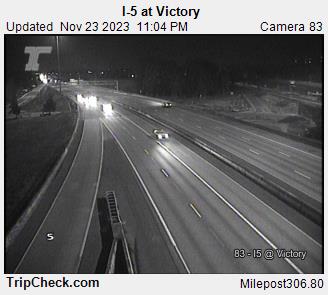 I-5 at Victory
Updated Nov 23 2023 11:04 PM Camera 83
T
S
83 - I5 @ Victory
TripCheck.com Milepost306.80